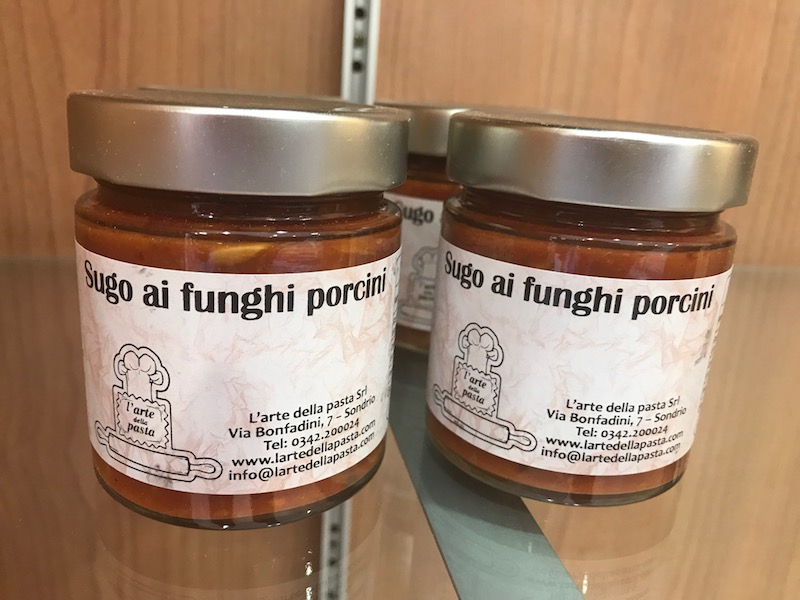 Sugo ai funghi porcini
l'arte
della
pasta
L'arte della pasta Srl
Via Bonfadini, 7 – Sondrio
Tel: 0342.200024
www.lartedellapasta.com
info@lartedellapasta.com
Sugo
Sugo ai funghi porcini
l'arte
della
pasta
L'arte della pasta Srl
Via Bonfadini, 7 – Sondrio
Tel: 0342.200024
www.lartedellapasta.com
info@lartedellapasta.com